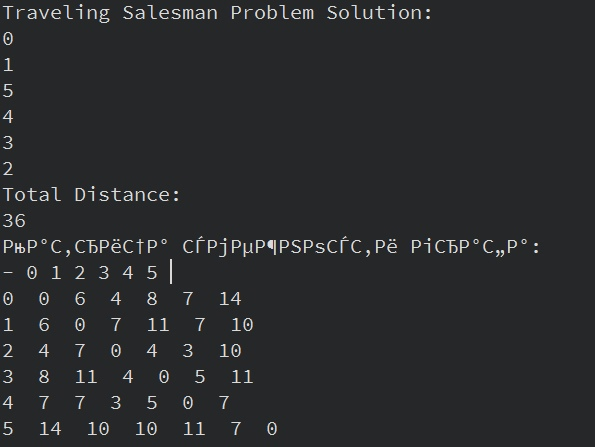 Traveling Salesman Problem Solution:
0
1
5
4
3
2
Total Distance:
36
РњР°С‚СЂРёС†Р° СЃРјРµР¶РЅРѕСЃС‚Рё РіСЂР°С„Р°:
- 0 1 2 3 4 5
0 0 6 4 8 7 14
1 6 0 7 11 7 10
2 4 7 0 4 3 10
3 8 11 4 0 5 11
4 7 7 3 5 0 7
5 14 10 10 11 7 0